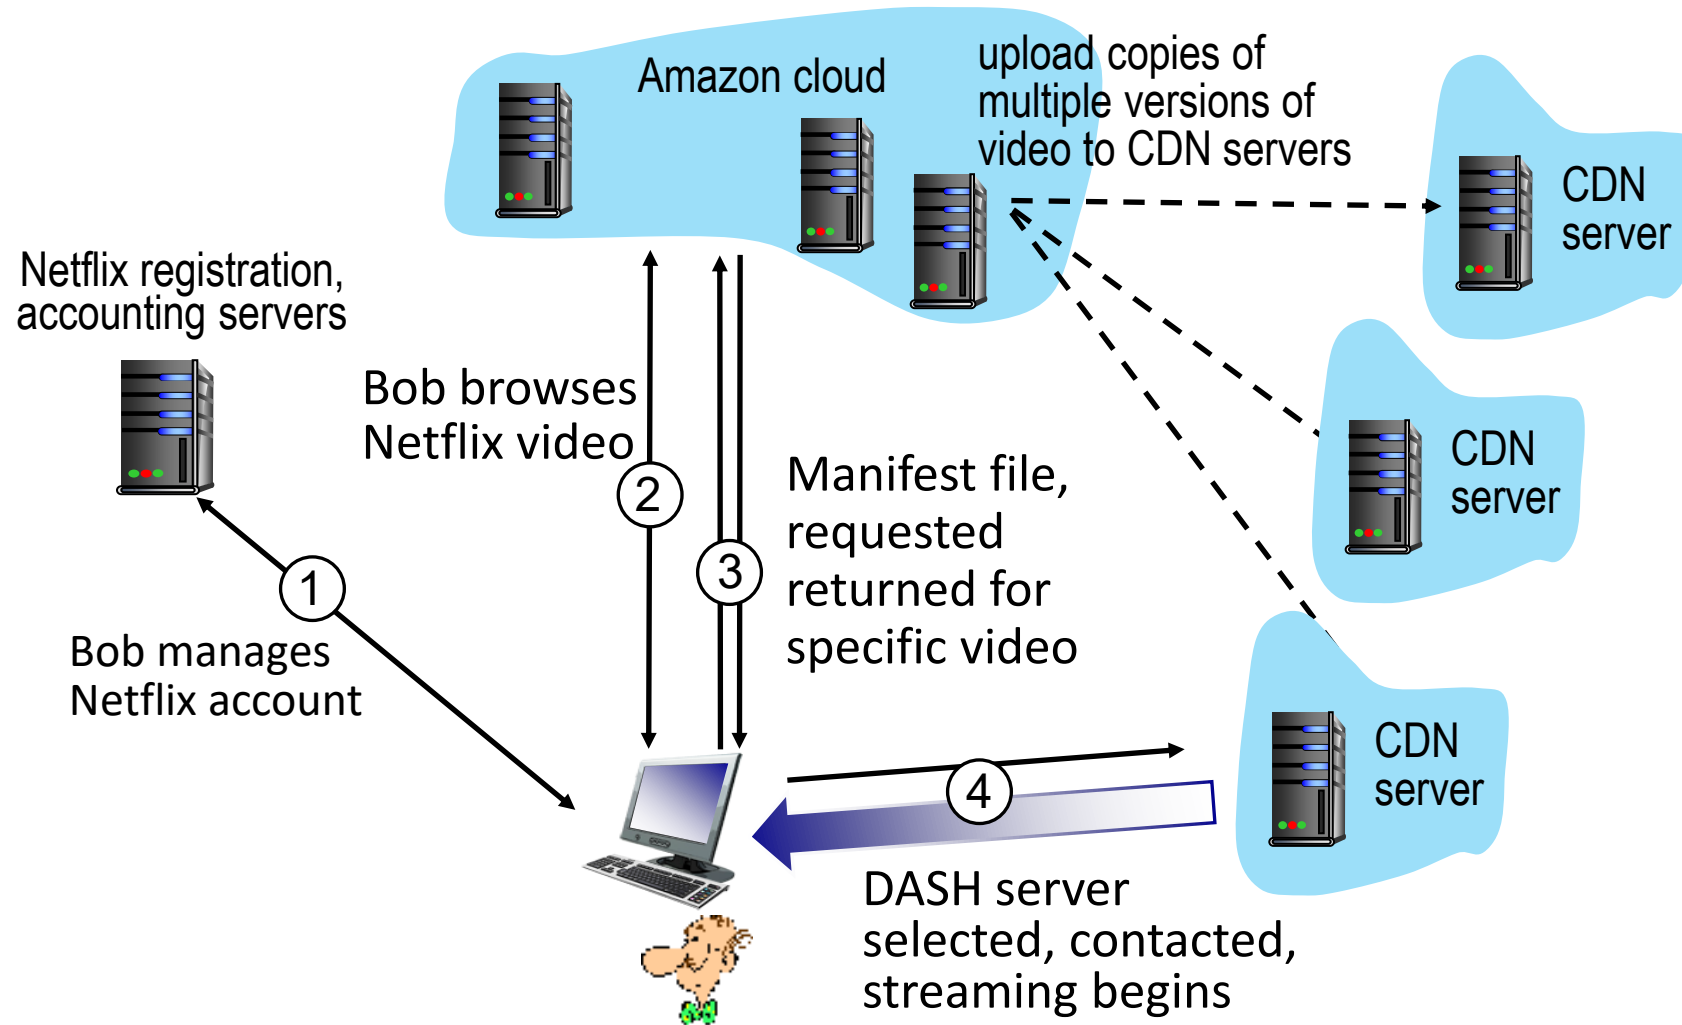 Amazon cloud
upload copies of
multiple versions of
video to CDN servers
CDN
server
Netflix registration,
accounting servers
Bob browses
Netflix video
2
CDN
server
Manifest file,
requested
returned for
specific video
3
1
Bob manages
Netflix account
CDN
server
4
DASH server
selected, contacted,
streaming begins